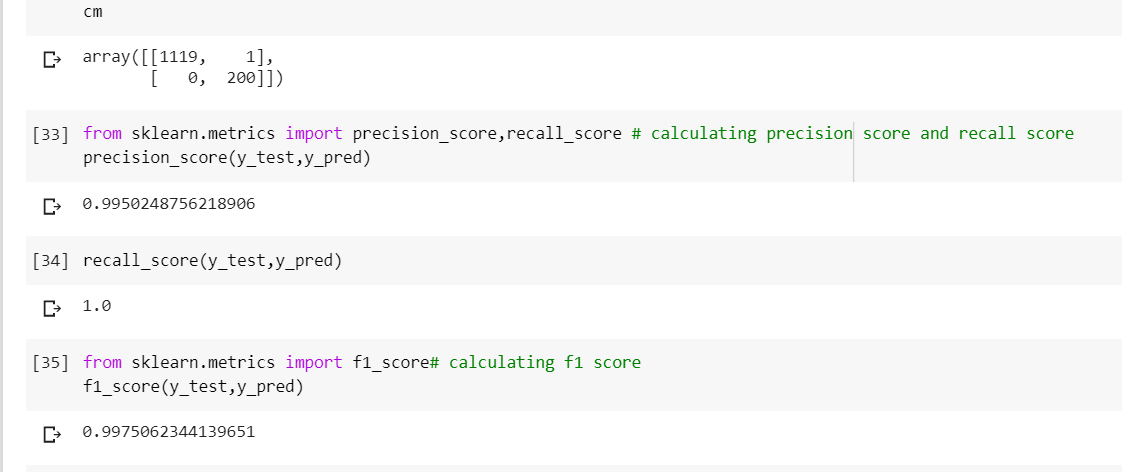 cm
array([[1119,    1],
       [   0,  200]])
[33] from sklearn.metrics import precision_score,recall_score # calculating precision score and recall score
precision_score(y_test,y_pred)
0.9950248756218906
[34] recall_score(y_test,y_pred)
1.0
[35] from sklearn.metrics import f1_score# calculating f1 score
f1_score(y_test,y_pred)
0.9975062344139651